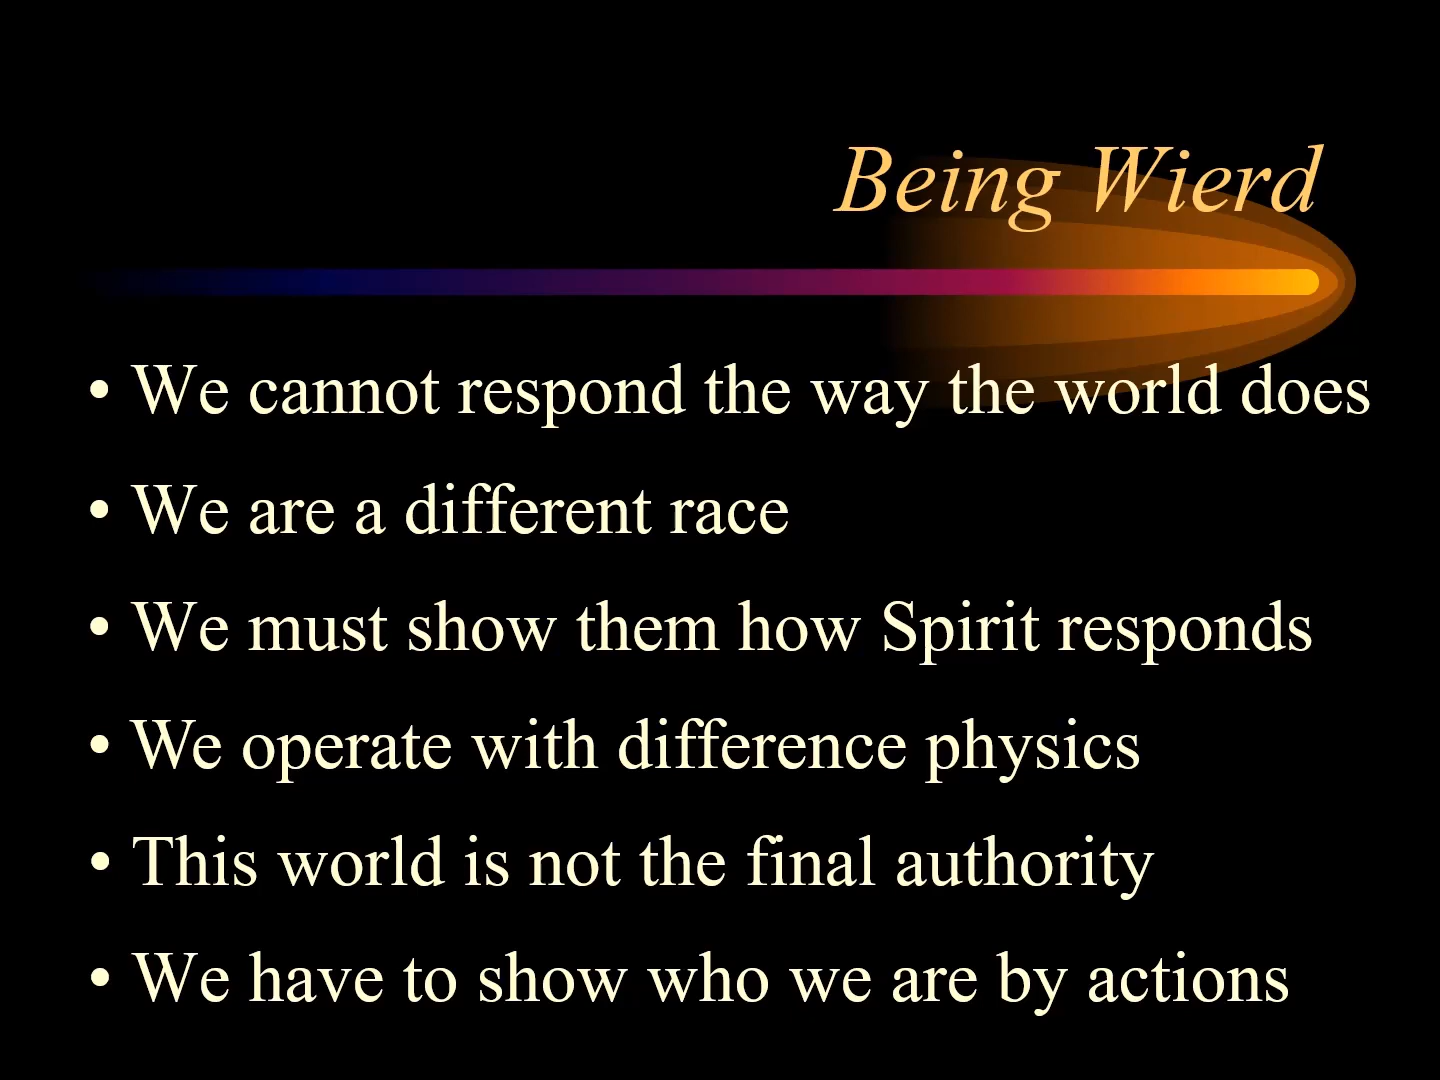 Being Wierd
• We cannot respond the way the world does
• We are a different race
• We must show them how Spirit responds
• We operate with difference physics
• This world is not the final authority
• We have to show who we are by actions